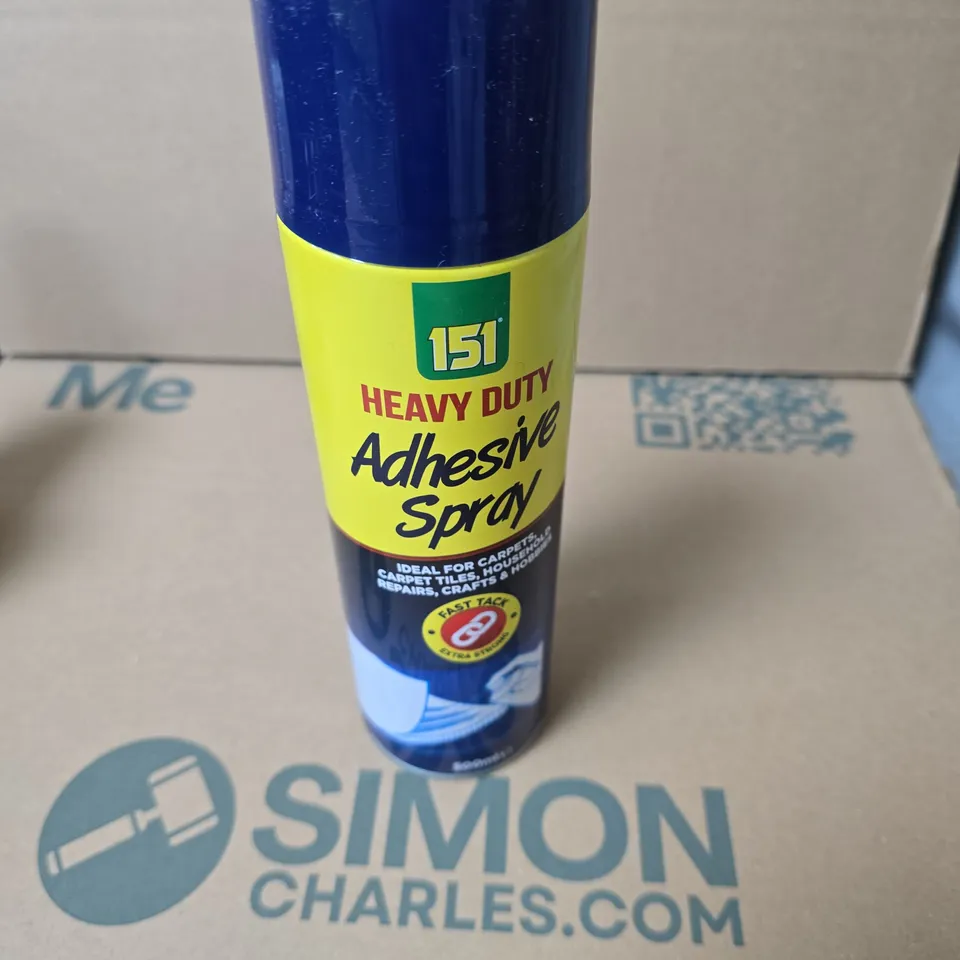 Me
151
HEAVY DUTY
Adhesive
Spray
IDEAL FOR CARPETS,
CARPET TILES, HOUSEHOLD
REPAIRS, CRAFTS & HOBBIES
FAST TACK
EXTRA STRONG
500ml e
SIMON
CHARLES.COM